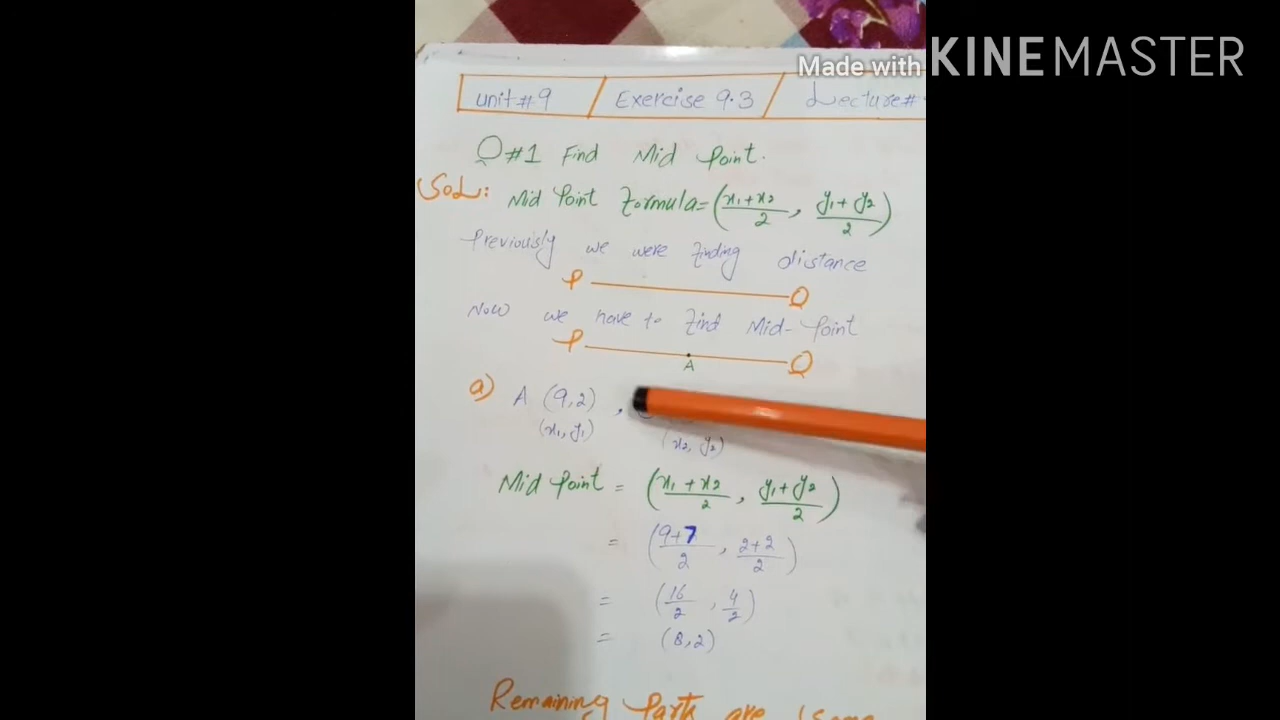 Made with KINEMASTER
unit#9 / Exercise 9.3 / Lecture#
Q#1 Find Mid Point.
Sol: Mid Point Formula=(x₁+x₂/2, y₁+y₂/2)
Previously we were finding distance
P Q
Now we have to find Mid-Point
P A Q
a) A (9,2) ,
(x₁, y₁) (x₂, y₂)
Mid Point = (x₁+x₂/2, y₁+y₂/2)
= (9+7/2, 2+2/2)
= (16/2, 4/2)
= (8,2)
Remaining Parts are Same